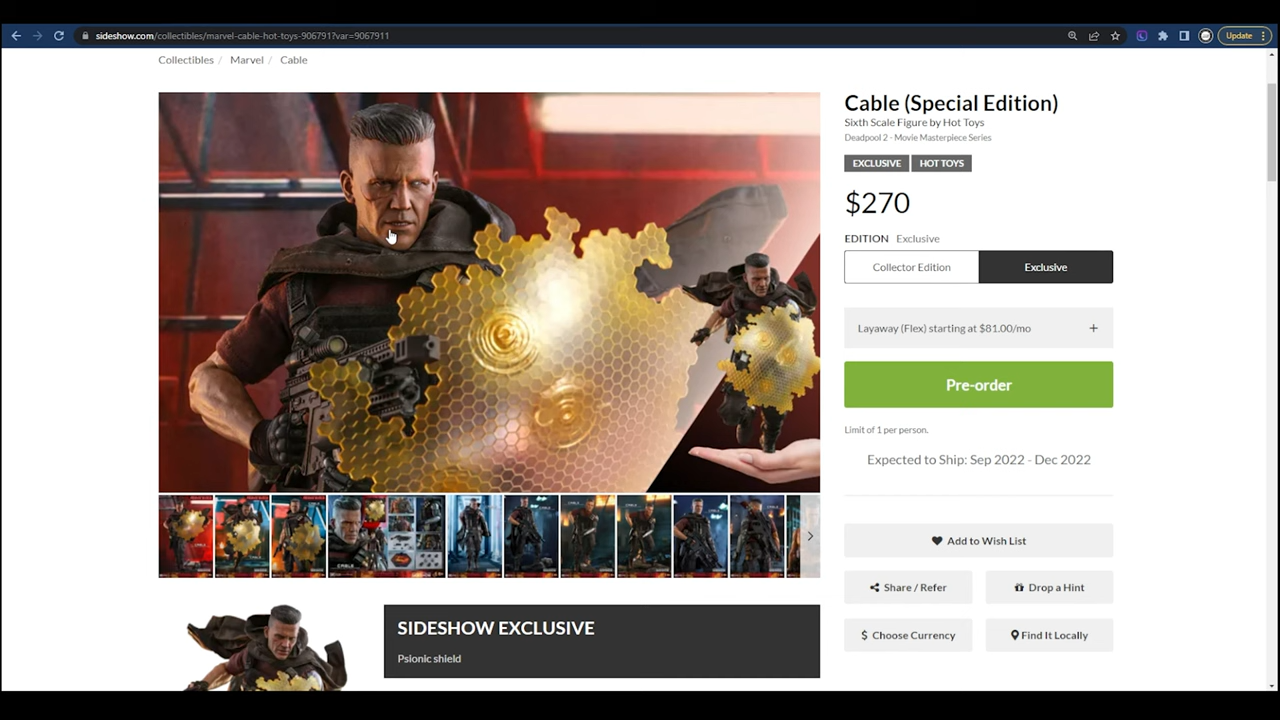 sideshow.com/collectibles/marvel-cable-hot-toys-906791?var=9067911
Update
Collectibles / Marvel / Cable
Cable (Special Edition)
Sixth Scale Figure by Hot Toys
Deadpool 2 - Movie Masterpiece Series
EXCLUSIVE HOT TOYS
$270
EDITION Exclusive
Collector Edition Exclusive
Layaway (Flex) starting at $81.00/mo +
Pre-order
Limit of 1 per person.
Expected to Ship: Sep 2022 - Dec 2022
Add to Wish List
Share / Refer Drop a Hint
$ Choose Currency Find It Locally
CABLE
SIDESHOW EXCLUSIVE
Psionic shield